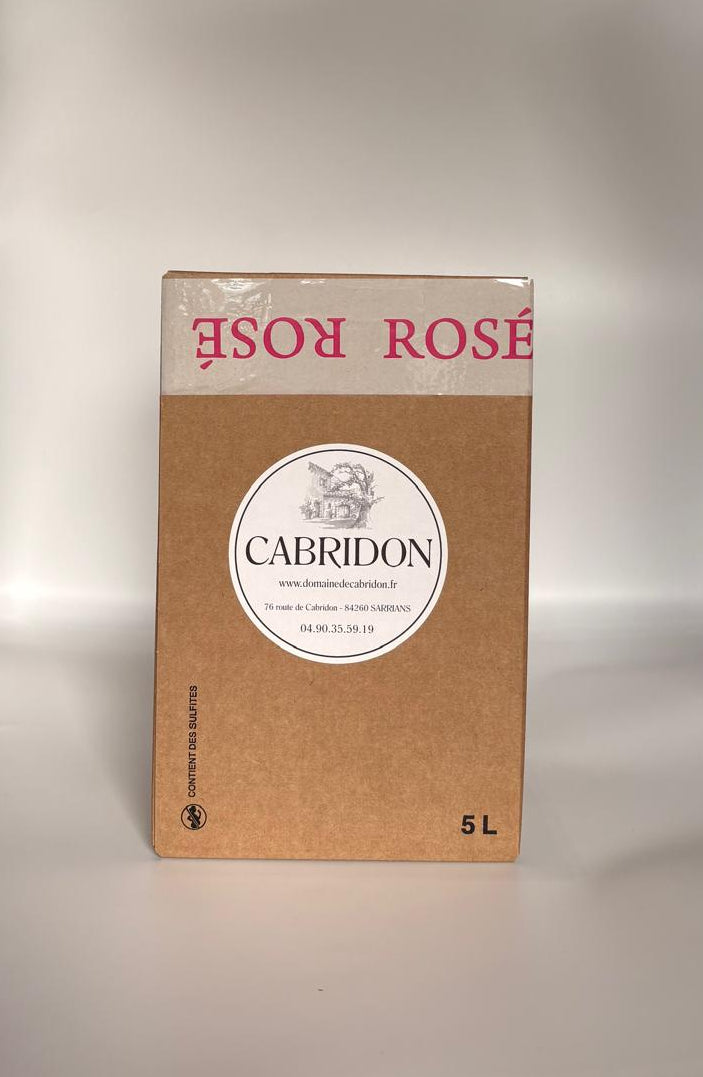 ROSÉ ROSÉ
CABRIDON
www.domainedecabridon.fr
76 route de Cabridon - 84260 SARRIANS
04.90.35.59.19
CONTIENT DES SULFITES
5 L